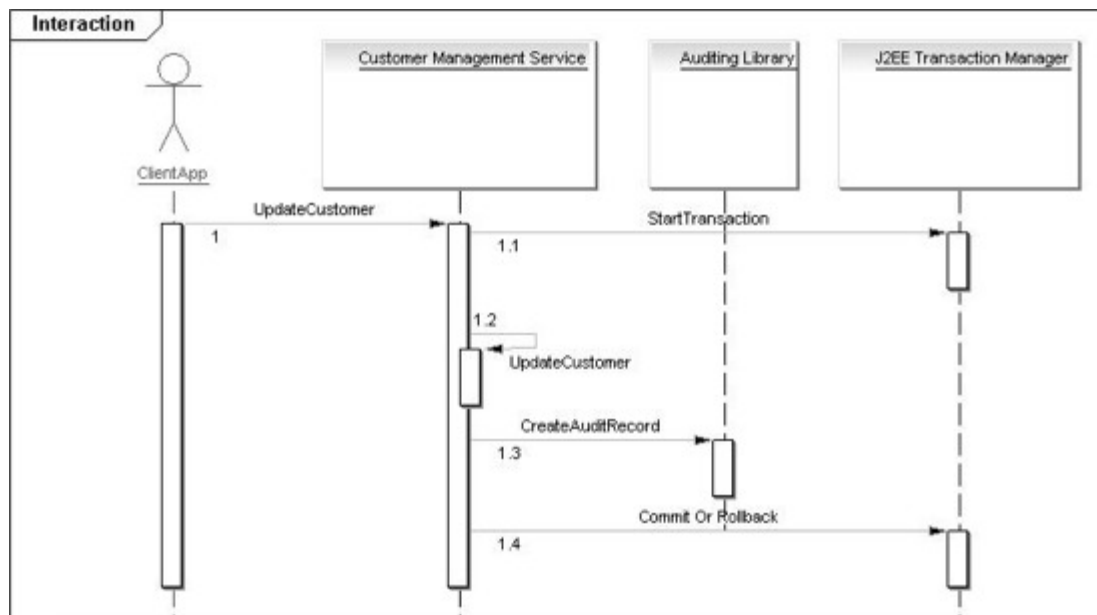 Interaction
Customer Management Service
Auditing Library
J2EE Transaction Manager
ClientApp
UpdateCustomer
1
StartTransaction
1.1
1.2
UpdateCustomer
CreateAuditRecord
1.3
Commit Or Rollback
1.4